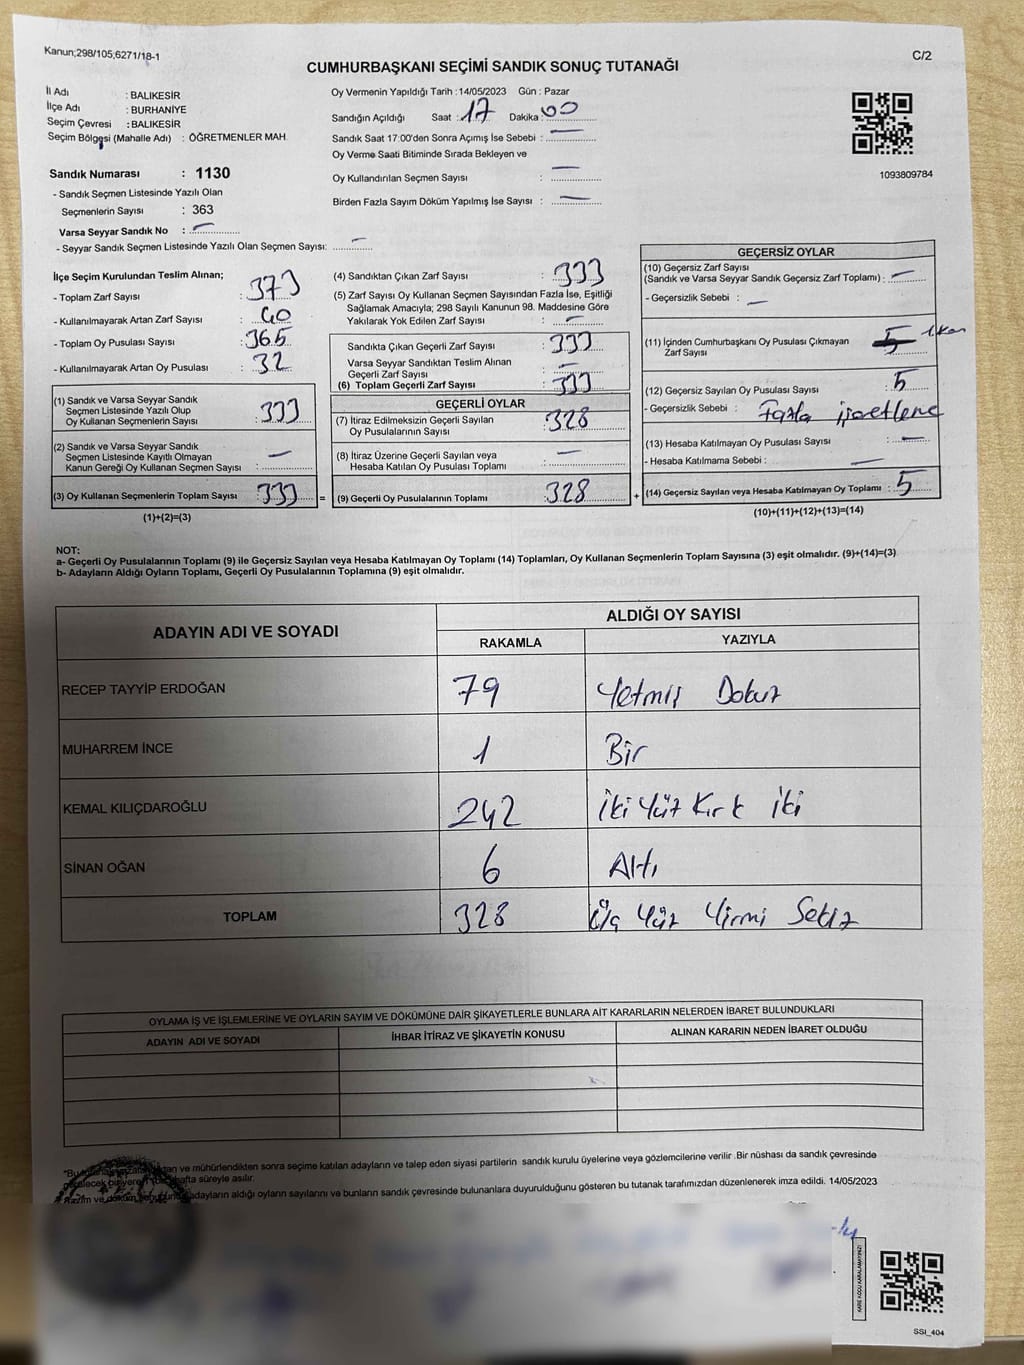 Kanun;298/105,6271/18-1
C/2
CUMHURBAŞKANI SEÇİMİ SANDIK SONUÇ TUTANAĞI
İl Adı : BALIKESİR
İlçe Adı : BURHANİYE
Seçim Çevresi : BALIKESİR
Seçim Bölgesi (Mahalle Adı) : ÖĞRETMENLER MAH.
Sandık Numarası : 1130
- Sandık Seçmen Listesinde Yazılı Olan
Seçmenlerin Sayısı : 363
Varsa Seyyar Sandık No : —
- Seyyar Sandık Seçmen Listesinde Yazılı Olan Seçmen Sayısı: —
Oy Vermenin Yapıldığı Tarih :14/05/2023 Gün : Pazar
Sandığın Açıldığı Saat : 17 Dakika : 00
Sandık Saat 17:00'den Sonra Açımış İse Sebebi : —
Oy Verme Saati Bitiminde Sırada Bekleyen ve
Oy Kullandırılan Seçmen Sayısı : —
Birden Fazla Sayım Döküm Yapılmış İse Sayısı : —
1093809784
İlçe Seçim Kurulundan Teslim Alınan;
- Toplam Zarf Sayısı : 373
- Kullanılmayarak Artan Zarf Sayısı : 40
- Toplam Oy Pusulası Sayısı : 365
- Kullanılmayarak Artan Oy Pusulası : 32
(1) Sandık ve Varsa Seyyar Sandık
Seçmen Listesinde Yazılı Olup
Oy Kullanan Seçmenlerin Sayısı : 333
(2) Sandık ve Varsa Seyyar Sandık
Seçmen Listesinde Kayıtlı Olmayan
Kanun Gereği Oy Kullanan Seçmen Sayısı : —
(3) Oy Kullanan Seçmenlerin Toplam Sayısı : 333
(1)+(2)=(3)
(4) Sandıktan Çıkan Zarf Sayısı : 333
(5) Zarf Sayısı Oy Kullanan Seçmen Sayısından Fazla İse, Eşitliği
Sağlamak Amacıyla; 298 Sayılı Kanunun 98. Maddesine Göre
Yakılarak Yok Edilen Zarf Sayısı : —
Sandıkta Çıkan Geçerli Zarf Sayısı : 333
Varsa Seyyar Sandıktan Teslim Alınan
Geçerli Zarf Sayısı : —
(6) Toplam Geçerli Zarf Sayısı : 333
GEÇERLİ OYLAR
(7) İtiraz Edilmeksizin Geçerli Sayılan
Oy Pusulalarının Sayısı : 328
(8) İtiraz Üzerine Geçerli Sayılan veya
Hesaba Katılan Oy Pusulası Toplamı : —
= (9) Geçerli Oy Pusulalarının Toplamı : 328
GEÇERSİZ OYLAR
(10) Geçersiz Zarf Sayısı
(Sandık ve Varsa Seyyar Sandık Geçersiz Zarf Toplamı) : —
- Geçersizlik Sebebi : —
(11) İçinden Cumhurbaşkanı Oy Pusulası Çıkmayan
Zarf Sayısı : 5
(12) Geçersiz Sayılan Oy Pusulası Sayısı : 5
- Geçersizlik Sebebi : Fazla işaretleme
(13) Hesaba Katılmayan Oy Pusulası Sayısı : —
- Hesaba Katılmama Sebebi : —
+ (14) Geçersiz Sayılan veya Hesaba Katılmayan Oy Toplamı : 5
(10)+(11)+(12)+(13)=(14)
NOT:
a- Geçerli Oy Pusulalarının Toplamı (9) ile Geçersiz Sayılan veya Hesaba Katılmayan Oy Toplamı (14) Toplamları, Oy Kullanan Seçmenlerin Toplam Sayısına (3) eşit olmalıdır. (9)+(14)=(3)
b- Adayların Aldığı Oyların Toplamı, Geçerli Oy Pusulalarının Toplamına (9) eşit olmalıdır.
ADAYIN ADI VE SOYADI
ALDIĞI OY SAYISI
RAKAMLA YAZIYLA
RECEP TAYYİP ERDOĞAN 79 Yetmiş Dokuz
MUHARREM İNCE 1 Bir
KEMAL KILIÇDAROĞLU 242 İki Yüz Kırk iki
SİNAN OĞAN 6 Altı
TOPLAM 328 Üç Yüz Yirmi Sekiz
OYLAMA İŞ VE İŞLEMLERİNE VE OYLARIN SAYIM VE DÖKÜMÜNE DAİR ŞİKAYETLERLE BUNLARA AİT KARARLARIN NELERDEN İBARET BULUNDUKLARI
ADAYIN ADI VE SOYADI İHBAR İTİRAZ VE ŞİKAYETİN KONUSU ALINAN KARARIN NEDEN İBARET OLDUĞU
ve mühürlendikten sonra seçime katılan adayların ve talep eden siyasi partilerin sandık kurulu üyelerine veya gözlemcilerine verilir .Bir nüshası da sandık çevresinde
hafta süreyle asılır.
adayların aldığı oyların sayılarını ve bunların sandık çevresinde bulunanlara duyurulduğunu gösteren bu tutanak tarafımızdan düzenlenerek imza edildi. 14/05/2023
KARE KODU KARALAMAYINIZ
SSI_404